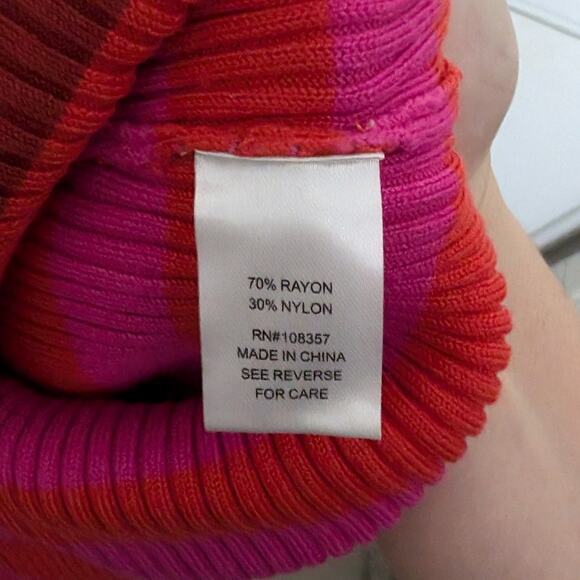 70% RAYON
30% NYLON
RN#108357
MADE IN CHINA
SEE REVERSE
FOR CARE